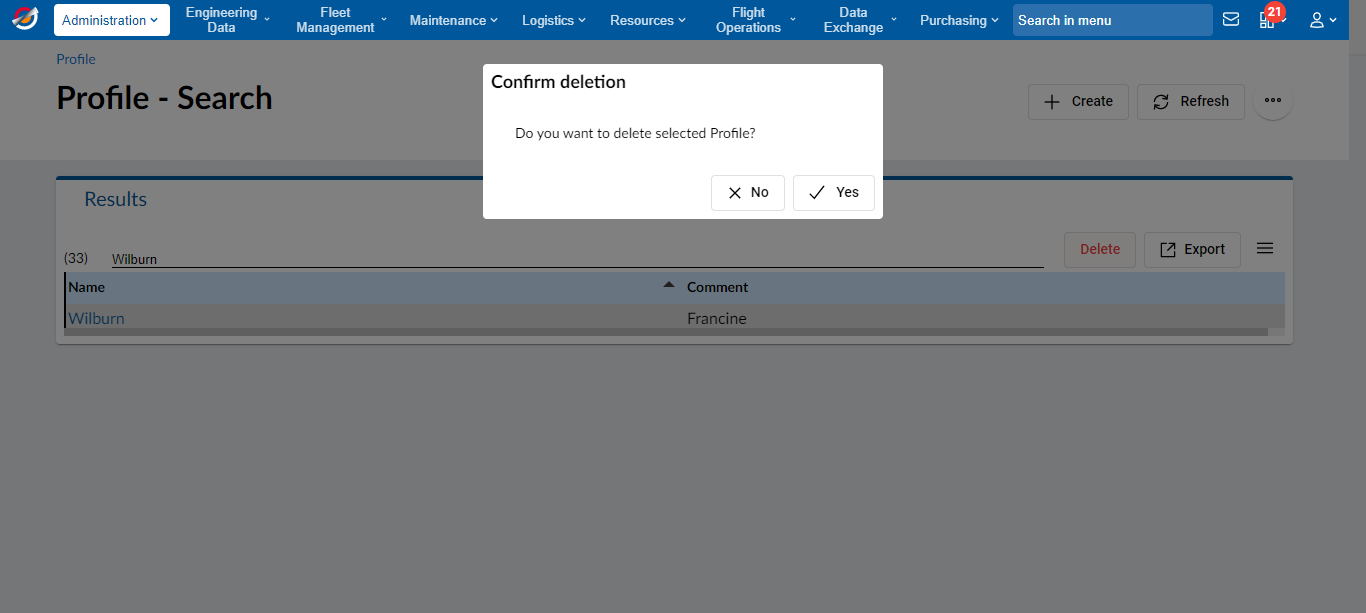 Administration
Engineering
Data
Fleet
Management
Maintenance
Logistics
Resources
Flight
Operations
Data
Exchange
Purchasing
Search in menu
21
Profile
Profile - Search
Create
Refresh
Confirm deletion
Do you want to delete selected Profile?
No
Yes
Results
(33)
Wilburn
Delete
Export
Name
Comment
Wilburn
Francine